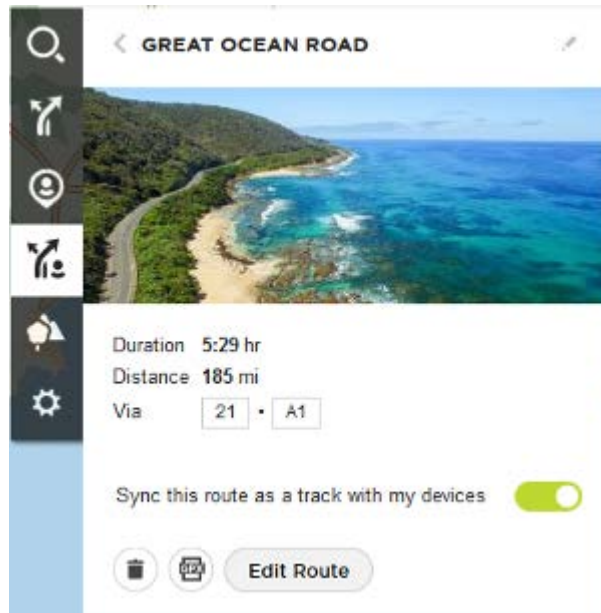 GREAT OCEAN ROAD
Duration 5:29 hr
Distance 185 mi
Via 21 • A1
Sync this route as a track with my devices
GPX
Edit Route